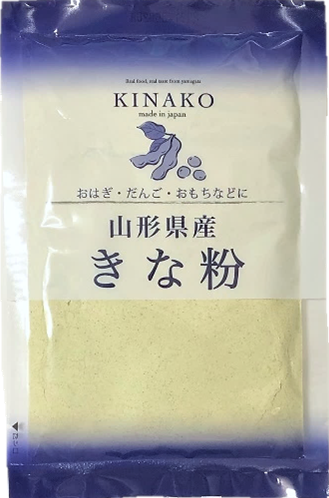 Real food, real taste from yamagata
KINAKO
made in japan
おはぎ・だんご・おもちなどに
山形県産
きな粉